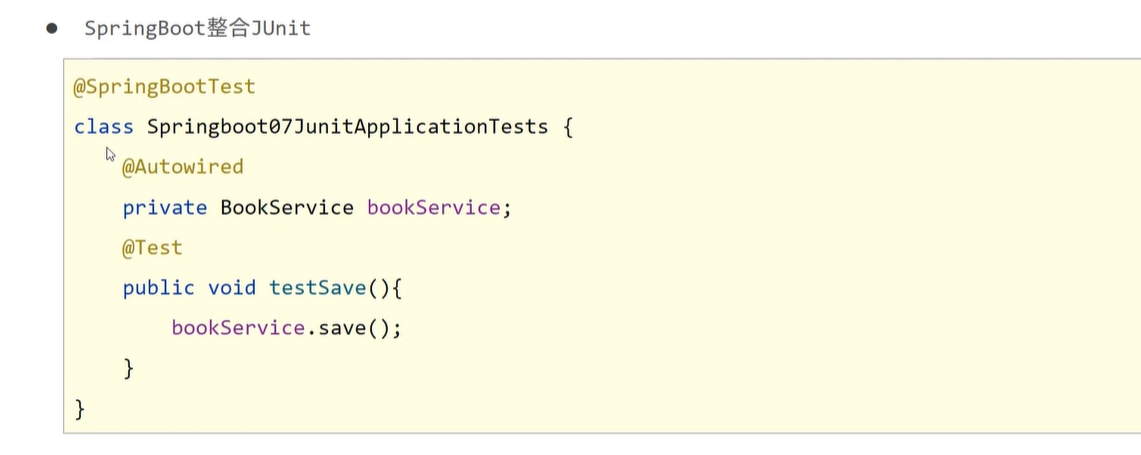 ● SpringBoot整合JUnit
@SpringBootTest
class Springboot07JunitApplicationTests {
@Autowired
private BookService bookService;
@Test
public void testSave(){
bookService.save();
}
}